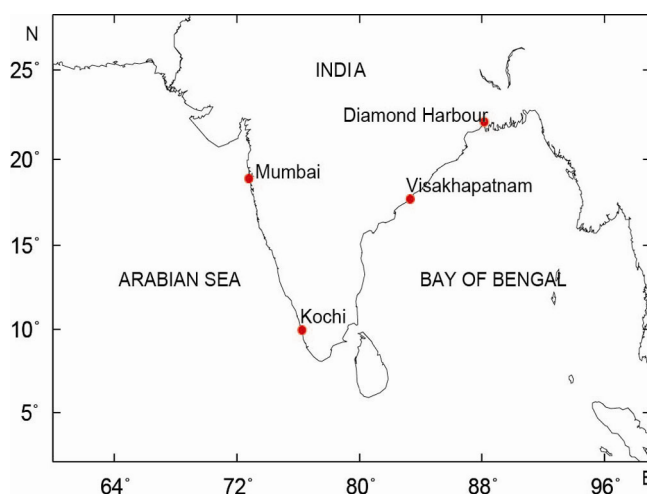 N
25°
INDIA
Diamond Harbour
20°
Mumbai
Visakhapatnam
15°
ARABIAN SEA
BAY OF BENGAL
Kochi
10°
5°
64°
72°
80°
88°
96°
E